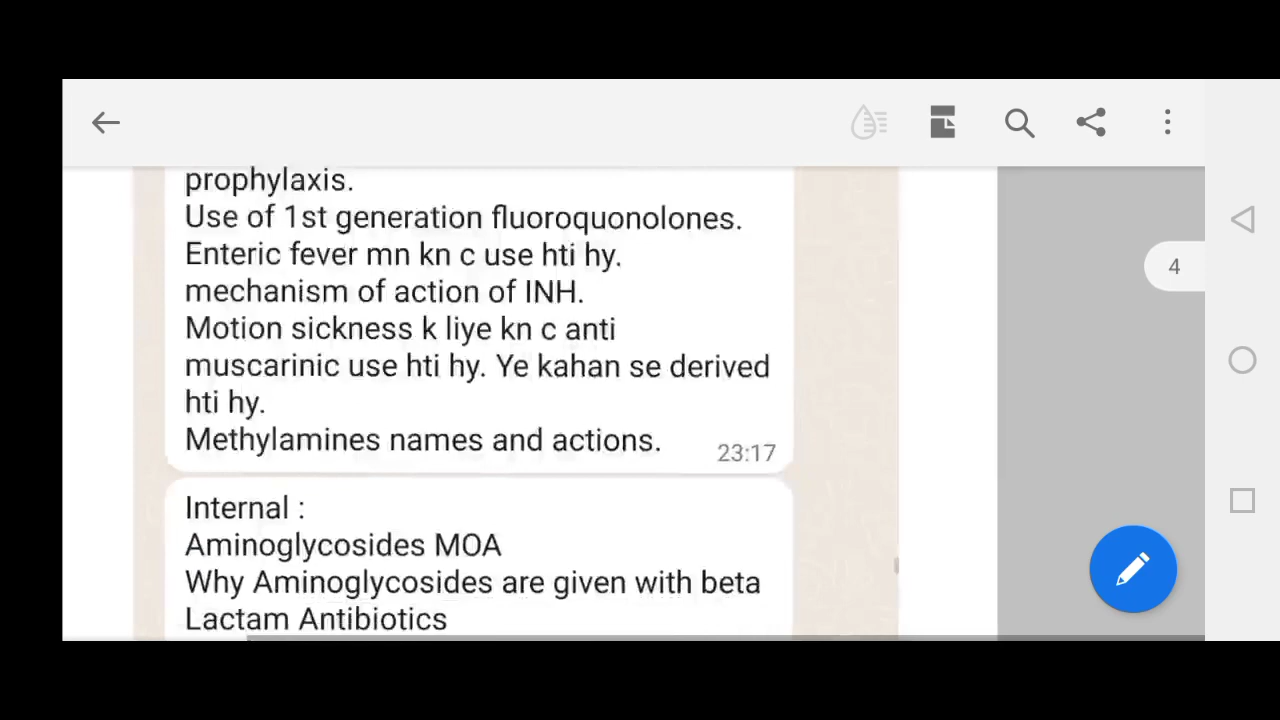 prophylaxis.
Use of 1st generation fluoroquonolones.
4
Enteric fever mn kn c use hti hy.
mechanism of action of INH.
Motion sickness k liye kn c anti
muscarinic use hti hy. Ye kahan se derived
hti hy.
Methylamines names and actions.
23:17
Internal :
Aminoglycosides MOA
Why Aminoglycosides are given with beta
Lactam Antibiotics